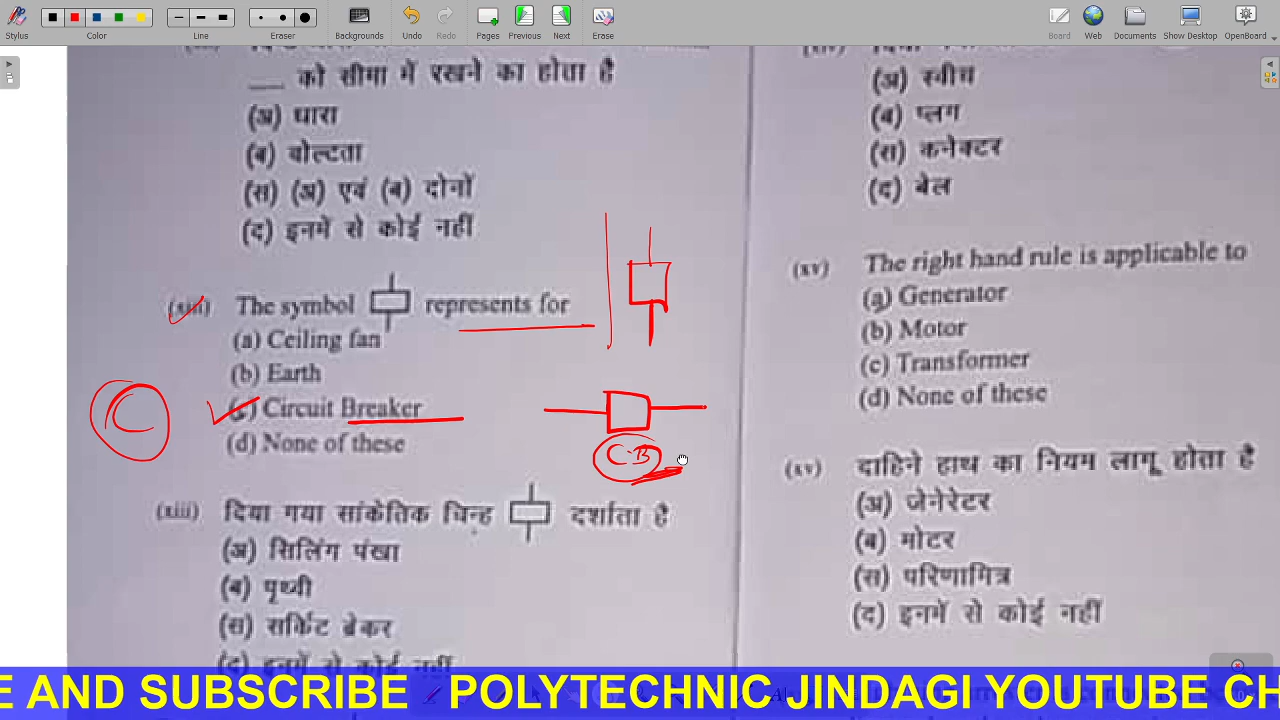 Stylus
Color
Line
Eraser
Backgrounds
Undo
Redo
Pages
Previous
Next
Erase
Board
Web
Documents
Show Desktop
OpenBoard
___ को सीमा में रखने का होता है
(अ) धारा
(ब) वोल्टता
(स) (अ) एवं (ब) दोनों
(द) इनमें से कोई नहीं
(xiii) The symbol represents for
(a) Ceiling fan
(b) Earth
(c) Circuit Breaker
(d) None of these
C
C-B
(xiii) दिया गया सांकेतिक चिन्ह दर्शाता है
(अ) सिलिंग पंखा
(ब) पृथ्वी
(स) सर्किट ब्रेकर
(द) इनमें से कोई नहीं
(अ) स्वीच
(ब) प्लग
(स) कनेक्टर
(द) बेल
(xv) The right hand rule is applicable to
(a) Generator
(b) Motor
(c) Transformer
(d) None of these
(xv) दाहिने हाथ का नियम लागू होता है
(अ) जेनेरेटर
(ब) मोटर
(स) परिणामित्र
(द) इनमें से कोई नहीं
E AND SUBSCRIBE POLYTECHNIC JINDAGI YOUTUBE CH